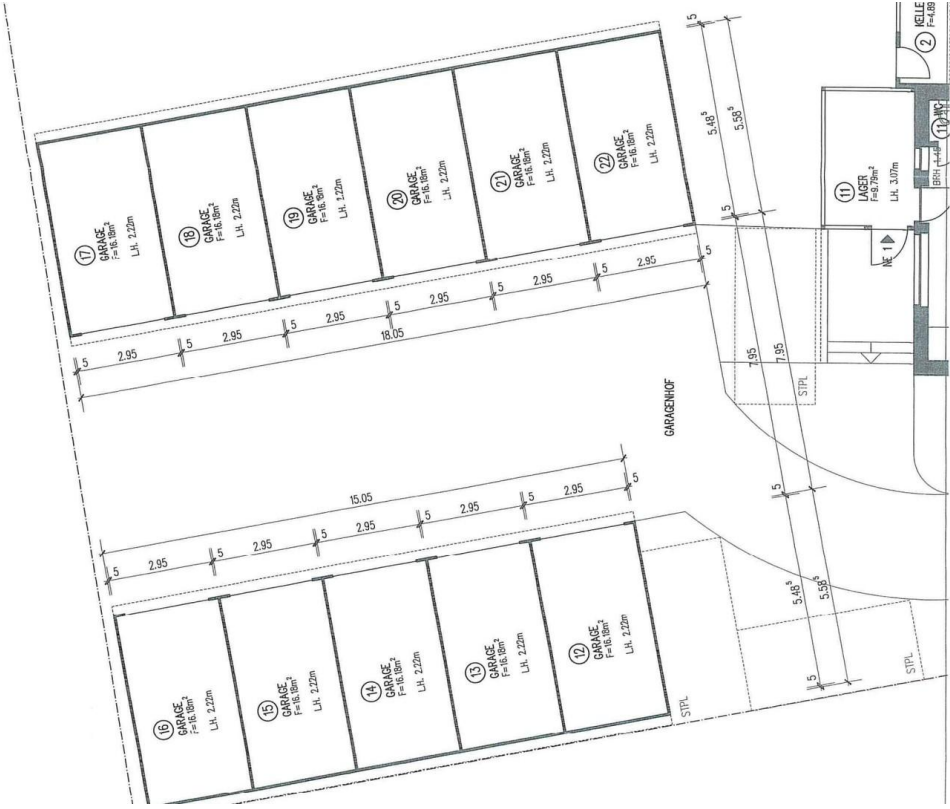 17
GARAGE
F=16.18m²
LH. 2.22m
18
GARAGE
F=16.18m²
LH. 2.22m
19
GARAGE
F=16.18m²
LH. 2.22m
20
GARAGE
F=16.18m²
LH. 2.22m
21
GARAGE
F=16.18m²
LH. 2.22m
22
GARAGE
F=16.18m²
LH. 2.22m
5 2.95 5 2.95 5 2.95 5 2.95 5 2.95 5 2.95 5
18.05
5
5.48⁵
5
7.95
5
5.48⁵
5
5.58⁵
7.95
5.58⁵
2
KELLE
F=4.89
11
LAGER
F=9.79m²
LH. 3.07m
11 WC
BRH 1.45
NE 1
STPL
GARAGENHOF
15.05
5 2.95 5 2.95 5 2.95 5 2.95 5 2.95 5
16
GARAGE
F=16.18m²
LH. 2.22m
15
GARAGE
F=16.18m²
LH. 2.22m
14
GARAGE
F=16.18m²
LH. 2.22m
13
GARAGE
F=16.18m²
LH. 2.22m
12
GARAGE
F=16.18m²
LH. 2.22m
STPL
STPL